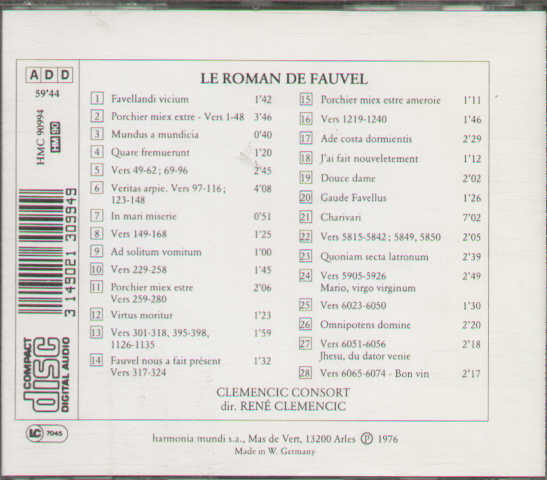 ADD
59'44
HMC 90994
HM 90
3 149021 309949
COMPACT
disc
DIGITAL AUDIO
LC 7045
LE ROMAN DE FAUVEL
1 Favellandi vicium 1'42
2 Porchier miex extre - Vers 1-48 3'46
3 Mundus a mundicia 0'40
4 Quare fremuerunt 1'20
5 Vers 49-62; 69-96 2'45
6 Veritas arpie. Vers 97-116; 4'08
123-148
7 In mari miserie 0'51
8 Vers 149-168 1'25
9 Ad solitum vomitum 1'00
10 Vers 229-258 1'45
11 Porchier miex estre 2'06
Vers 259-280
12 Virtus moritur 1'23
13 Vers 301-318, 395-398, 1'59
1126-1135
14 Fauvel nous a fait présent 1'32
Vers 317-324
15 Porchier miex estre ameroie 1'11
16 Vers 1219-1240 1'46
17 Ade costa dormientis 2'29
18 J'ai fait nouveletement 1'12
19 Douce dame 2'02
20 Gaude Favellus 1'26
21 Charivari 7'02
22 Vers 5815-5842; 5849, 5850 2'05
23 Quoniam secta latronum 2'39
24 Vers 5905-5926 2'49
Mario, virgo virginum
25 Vers 6023-6050 1'30
26 Omnipotens domine 2'20
27 Vers 6051-6056 2'18
Jhesu, du dator venie
28 Vers 6065-6074 - Bon vin 2'17
CLEMENCIC CONSORT
dir. RENÉ CLEMENCIC
harmonia mundi s.a., Mas de Vert, 13200 Arles Ⓟ 1976
Made in W. Germany